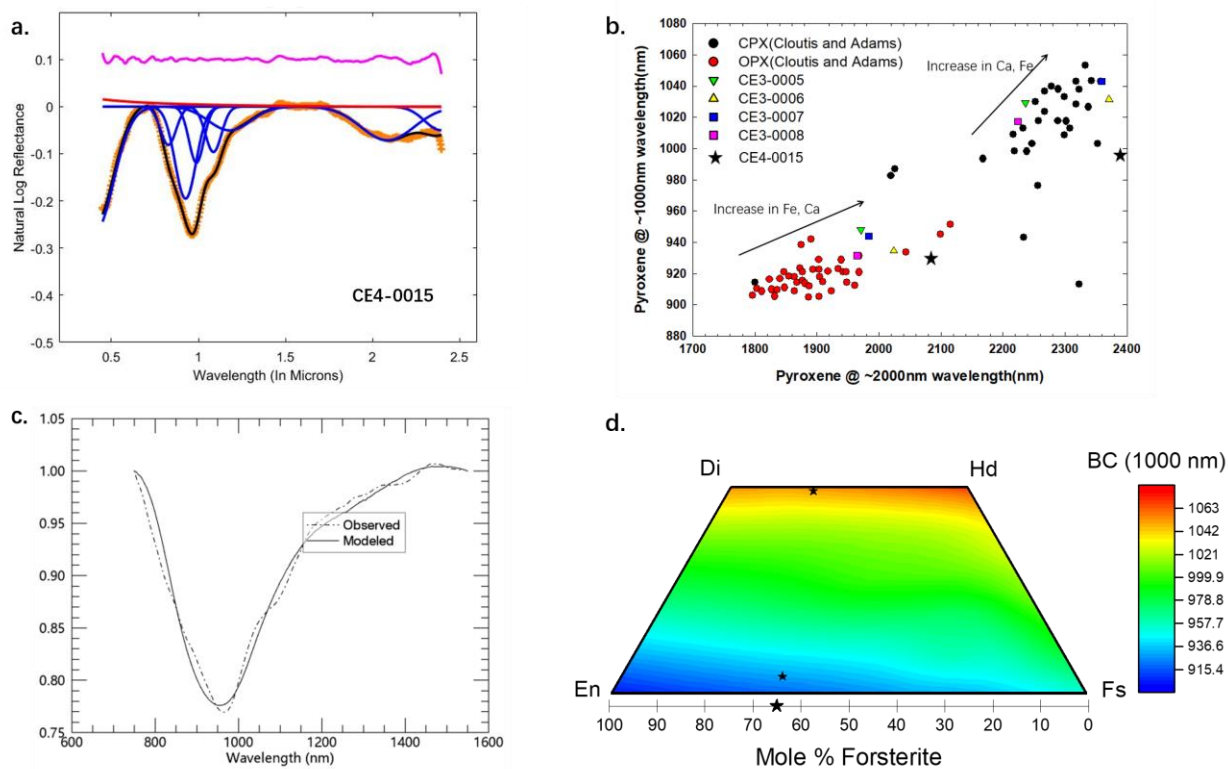 a.
Natural Log Reflectance
0.1
0
-0.1
-0.2
-0.3
-0.4
-0.5
CE4-0015
0.5
1
1.5
2
2.5
Wavelength (In Microns)
b.
Pyroxene @ ~1000nm wavelength(nm)
1080
1060
1040
1020
1000
980
960
940
920
900
880
CPX(Cloutis and Adams)
OPX(Cloutis and Adams)
CE3-0005
CE3-0006
CE3-0007
CE3-0008
CE4-0015
Increase in Ca, Fe
Increase in Fe, Ca
1700 1800 1900 2000 2100 2200 2300 2400
Pyroxene @ ~2000nm wavelength(nm)
c.
1.05
1.00
0.95
0.90
0.85
0.80
0.75
Observed
Modeled
600 800 1000 1200 1400 1600
Wavelength (nm)
d.
Di
Hd
En
Fs
100 90 80 70 60 50 40 30 20 10 0
Mole % Forsterite
BC (1000 nm)
1063
1042
1021
999.9
978.8
957.7
936.6
915.4